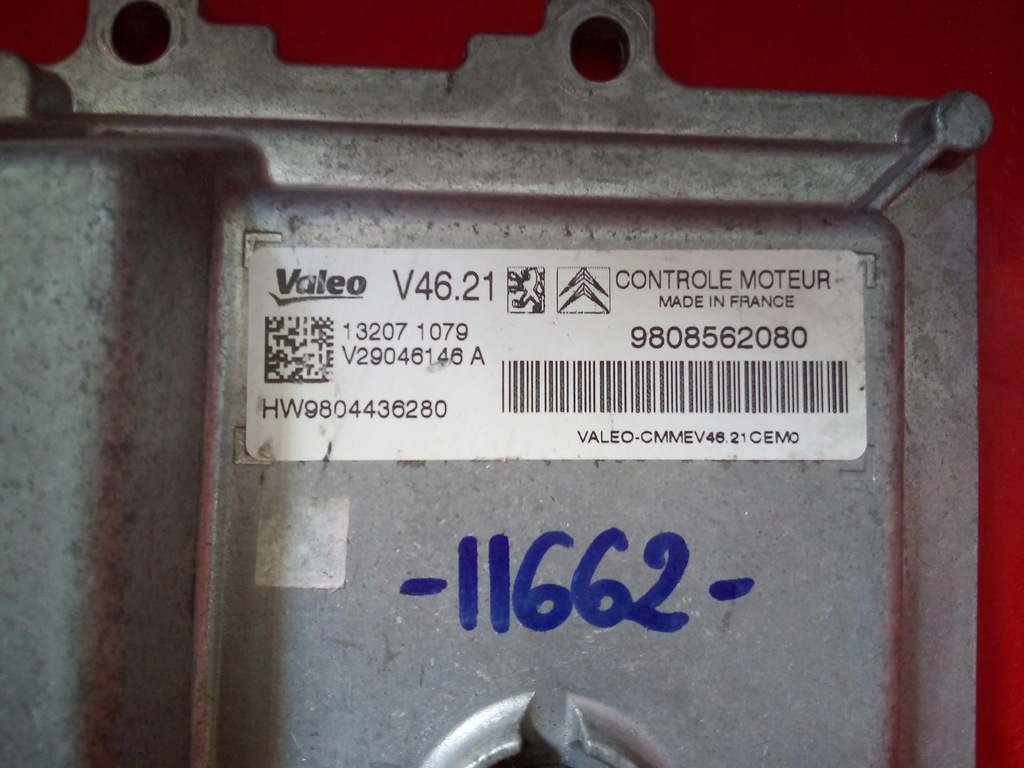 Valeo V46.21 CONTROLE MOTEUR
MADE IN FRANCE
13207 1079
V29046146 A
9808562080
HW9804436280
VALEO-CMMEV46.21CEM0
-11662-